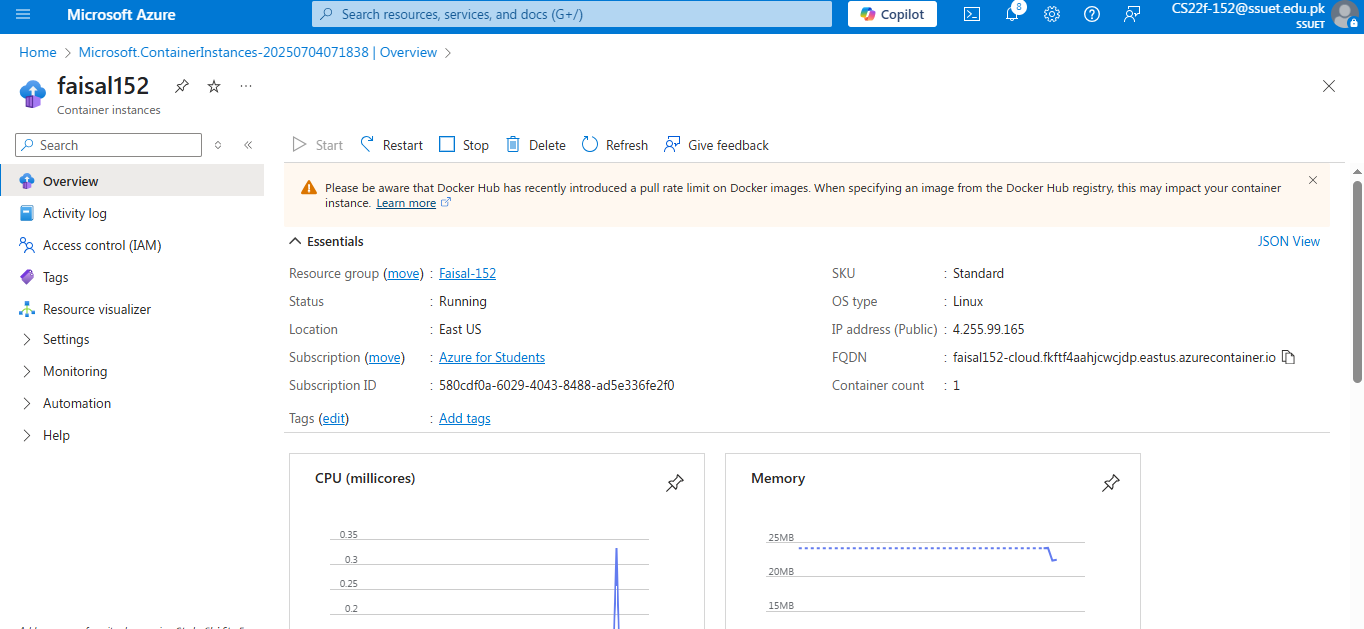 Microsoft Azure
Search resources, services, and docs (G+/)
Copilot
8
CS22f-152@ssuet.edu.pk
SSUET
Home > Microsoft.ContainerInstances-20250704071838 | Overview >
faisal152
Container instances
Search
Start
Restart
Stop
Delete
Refresh
Give feedback
Overview
Activity log
Access control (IAM)
Tags
Resource visualizer
Settings
Monitoring
Automation
Help
Please be aware that Docker Hub has recently introduced a pull rate limit on Docker images. When specifying an image from the Docker Hub registry, this may impact your container
instance. Learn more
Essentials
JSON View
Resource group (move) : Faisal-152
Status : Running
Location : East US
Subscription (move) : Azure for Students
Subscription ID : 580cdf0a-6029-4043-8488-ad5e336fe2f0
Tags (edit) : Add tags
SKU : Standard
OS type : Linux
IP address (Public) : 4.255.99.165
FQDN : faisal152-cloud.fkftf4aahjcwcjdp.eastus.azurecontainer.io
Container count : 1
CPU (millicores)
0.35
0.3
0.25
0.2
Memory
25MB
20MB
15MB